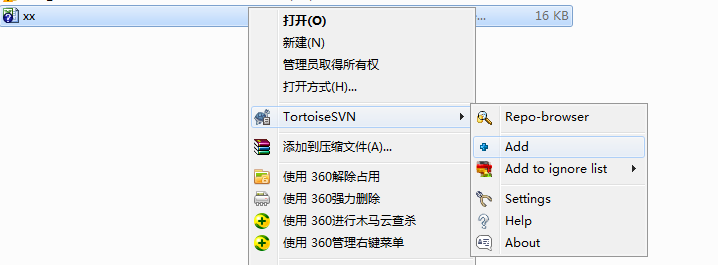 xx
... 16 KB
打开(O)
新建(N)
管理员取得所有权
打开方式(H)...
TortoiseSVN
添加到压缩文件(A)...
使用 360解除占用
使用 360强力删除
使用 360进行木马云查杀
使用 360管理右键菜单
Repo-browser
Add
Add to ignore list
Settings
Help
About